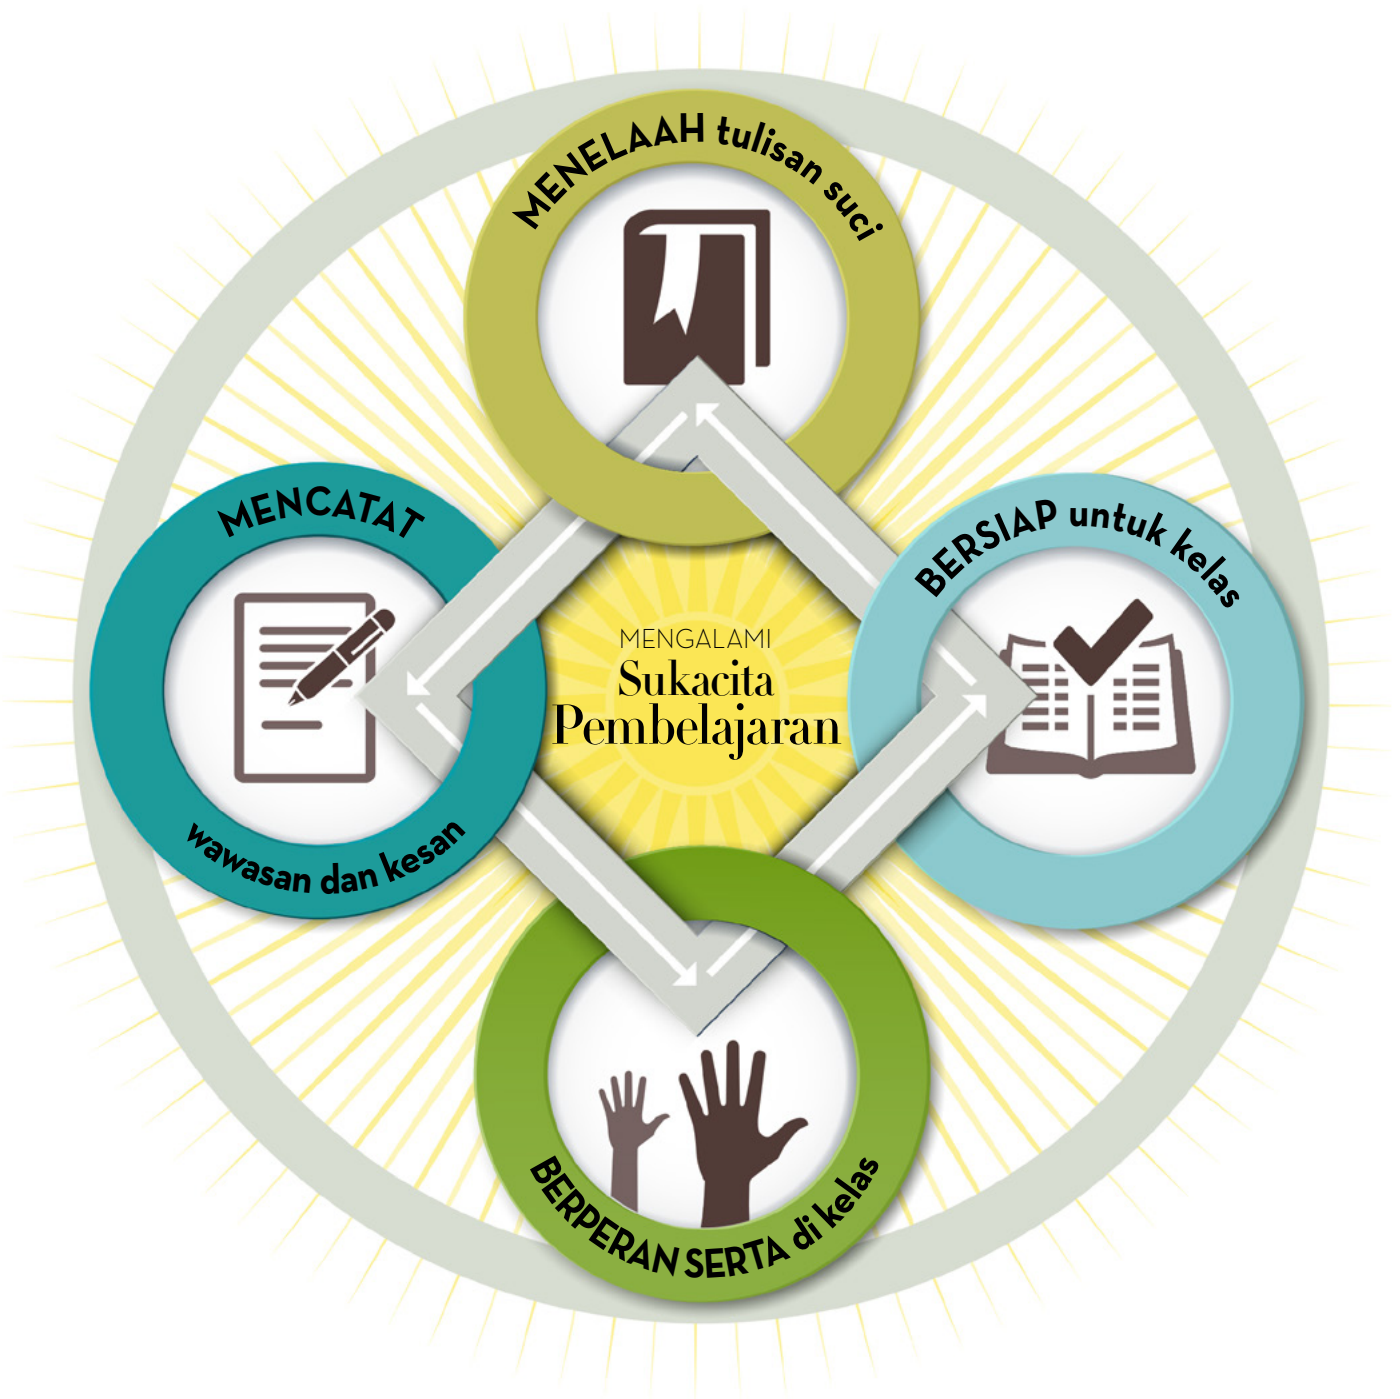 MENELAAH tulisan suci
MENCATAT
wawasan dan kesan
MENGALAMI
Sukacita
Pembelajaran
BERSIAP untuk kelas
BERPERAN SERTA di kelas